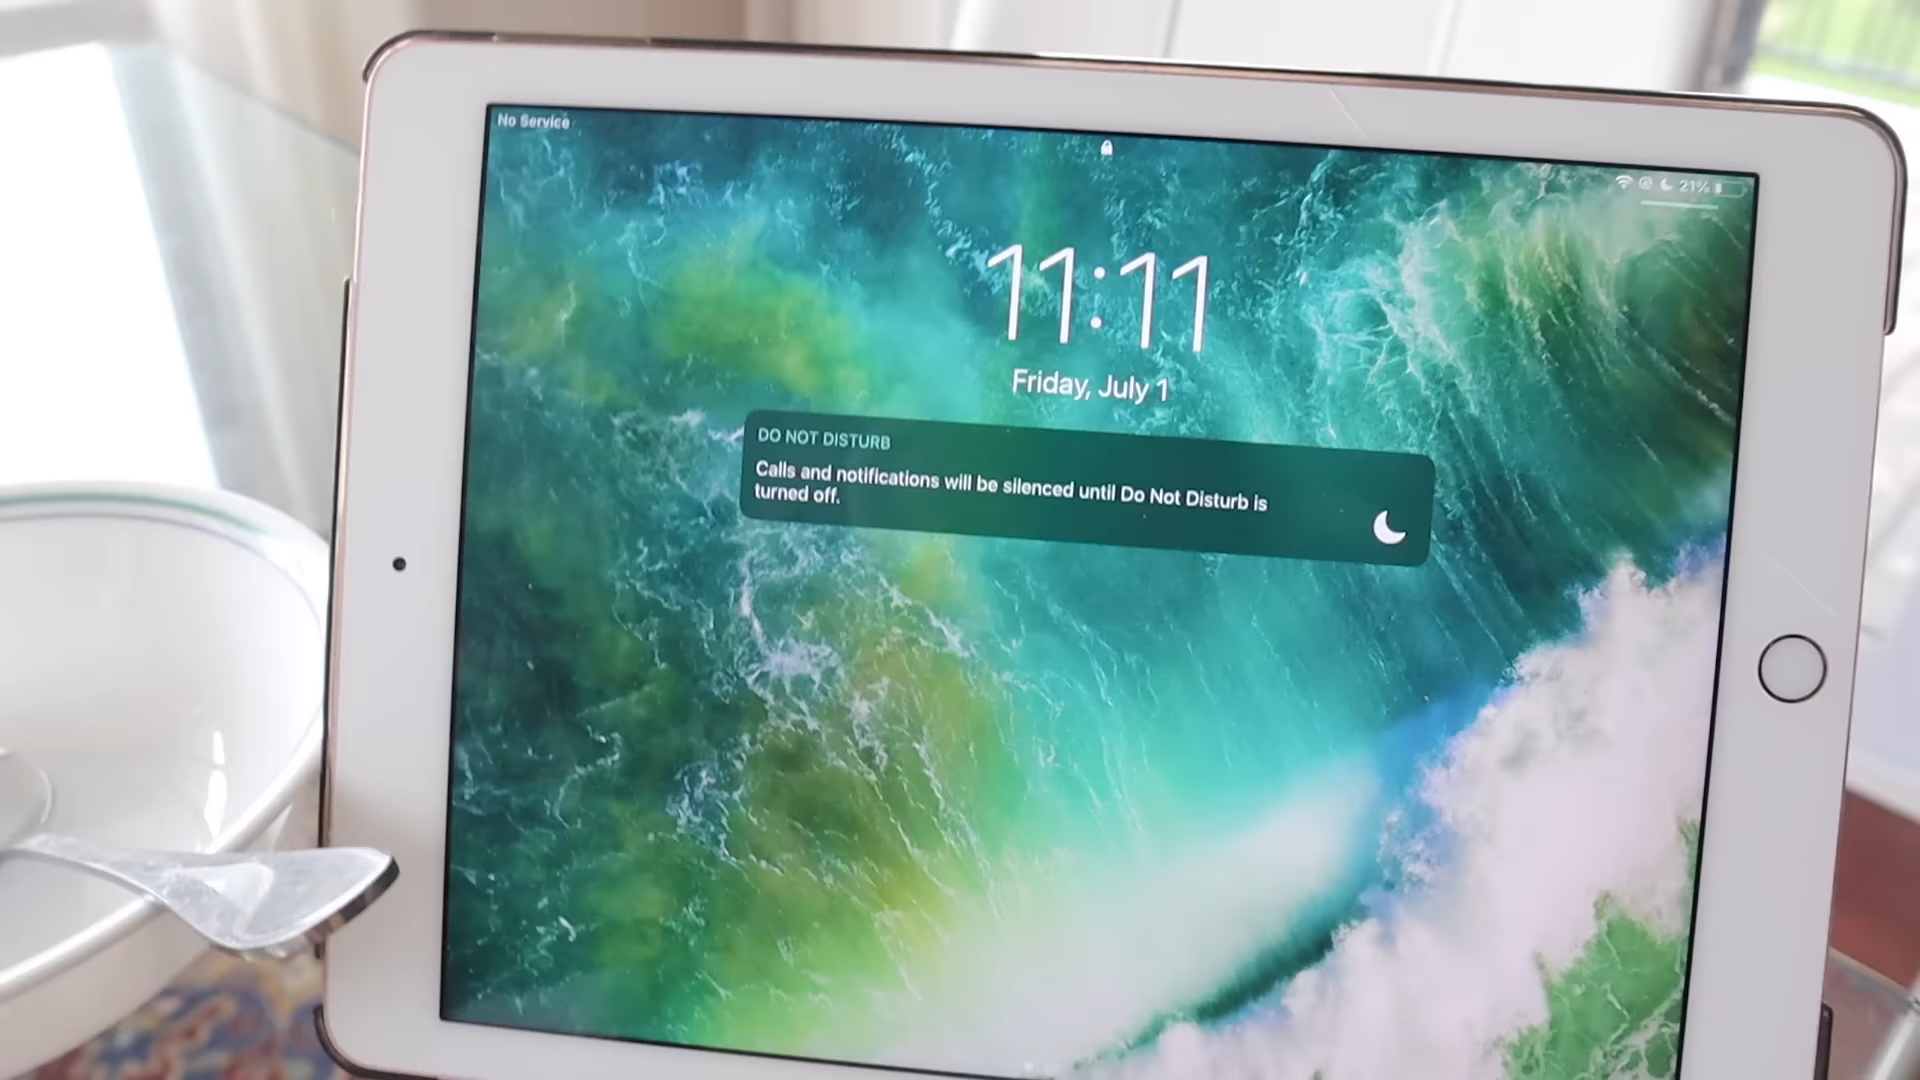 No Service
21%
11:11
Friday, July 1
DO NOT DISTURB
Calls and notifications will be silenced until Do Not Disturb is
turned off.